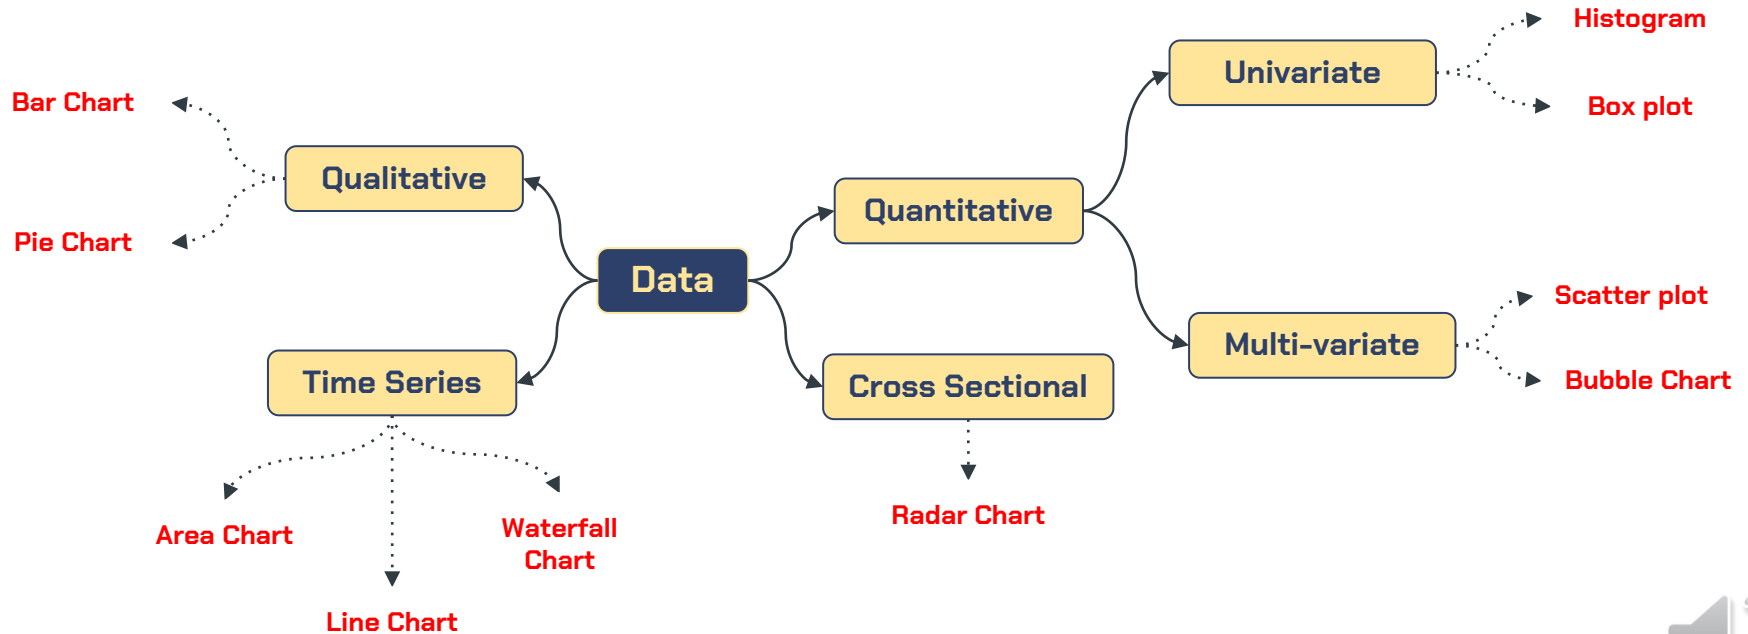 Histogram
Univariate
Bar Chart
Box plot
Qualitative
Quantitative
Pie Chart
Data
Scatter plot
Multi-variate
Time Series
Cross Sectional
Bubble Chart
Radar Chart
Area Chart
Waterfall
Chart
Line Chart